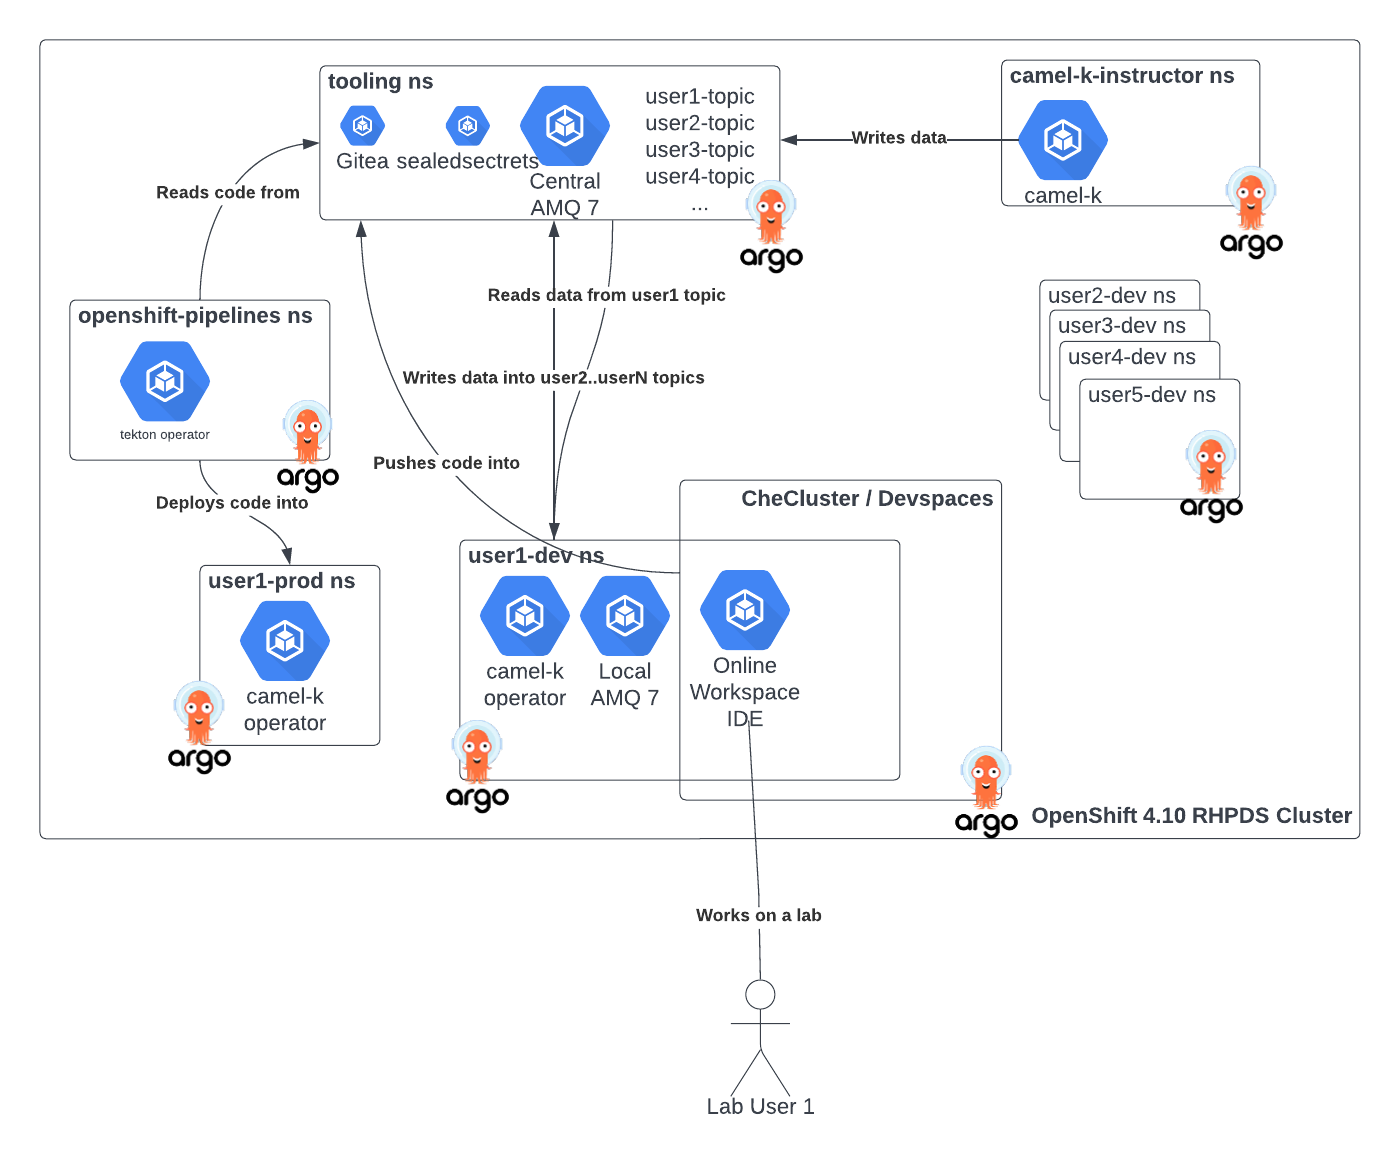 tooling ns
Gitea
sealedsectrets
Central
AMQ 7
user1-topic
user2-topic
user3-topic
user4-topic
...
argo
camel-k-instructor ns
camel-k
argo
Writes data
Reads code from
openshift-pipelines ns
tekton operator
argo
Deploys code into
user1-prod ns
camel-k
operator
argo
Reads data from user1 topic
Writes data into user2..userN topics
Pushes code into
user2-dev ns
user3-dev ns
user4-dev ns
user5-dev ns
argo
CheCluster / Devspaces
user1-dev ns
camel-k
operator
Local
AMQ 7
Online
Workspace
IDE
argo
argo
OpenShift 4.10 RHPDS Cluster
Works on a lab
Lab User 1